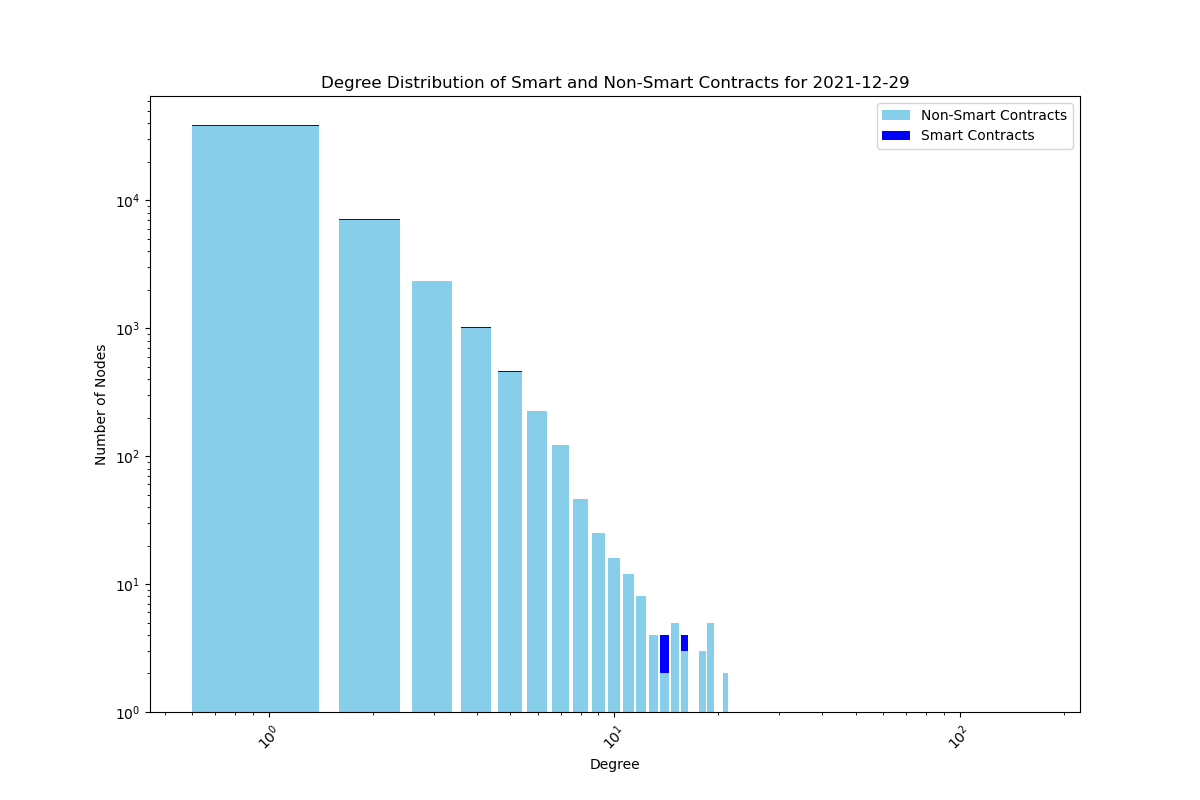 Degree Distribution of Smart and Non-Smart Contracts for 2021-12-29
Non-Smart Contracts
Smart Contracts
Number of Nodes
10⁴
10³
10²
10¹
10⁰
10⁰
10¹
10²
Degree